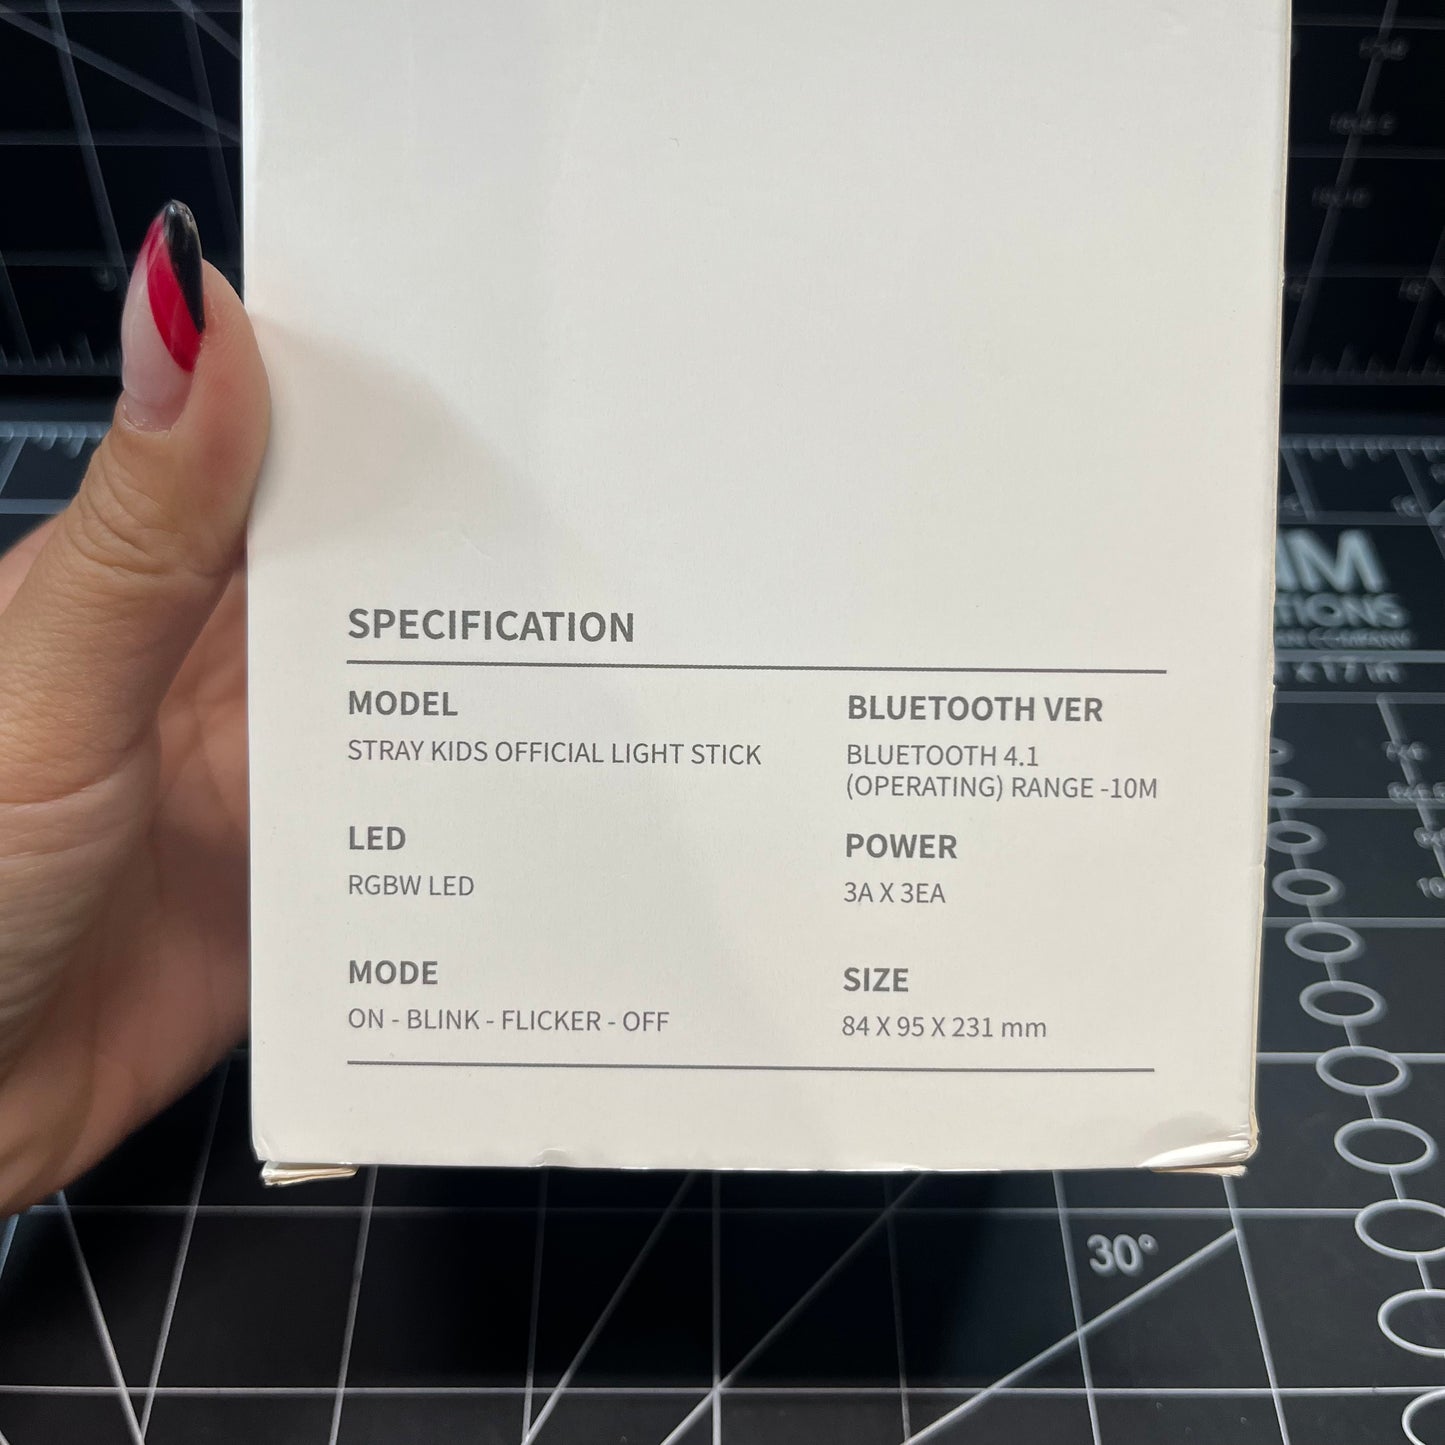 SPECIFICATION
MODEL
STRAY KIDS OFFICIAL LIGHT STICK
BLUETOOTH VER
BLUETOOTH 4.1
(OPERATING) RANGE -10M
LED
RGBW LED
POWER
3A X 3EA
MODE
ON - BLINK - FLICKER - OFF
SIZE
84 X 95 X 231 mm
30°